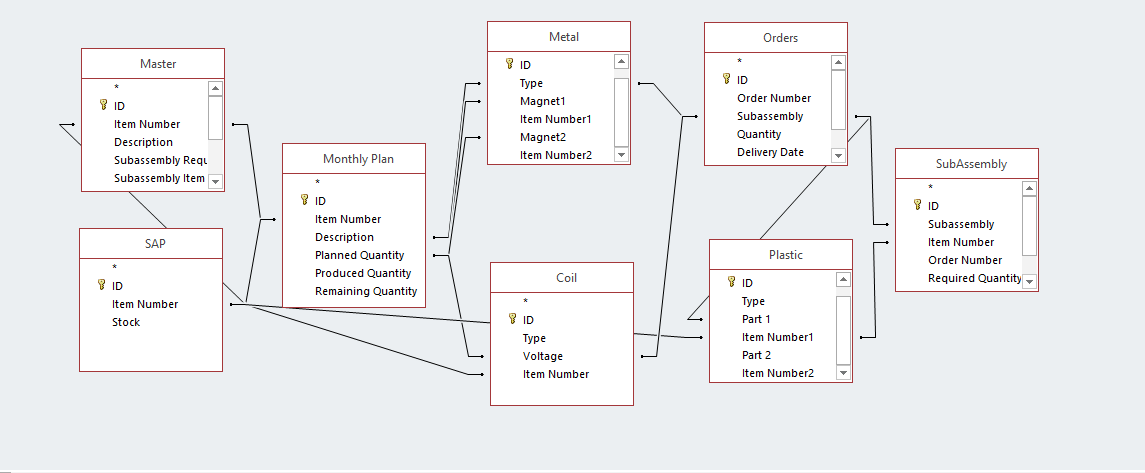 Master
*
ID
Item Number
Description
Subassembly Requ
Subassembly Item
SAP
*
ID
Item Number
Stock
Monthly Plan
*
ID
Item Number
Description
Planned Quantity
Produced Quantity
Remaining Quantity
Metal
ID
Type
Magnet1
Item Number1
Magnet2
Item Number2
Coil
*
ID
Type
Voltage
Item Number
Orders
*
ID
Order Number
Subassembly
Quantity
Delivery Date
Plastic
ID
Type
Part 1
Item Number1
Part 2
Item Number2
SubAssembly
*
ID
Subassembly
Item Number
Order Number
Required Quantity